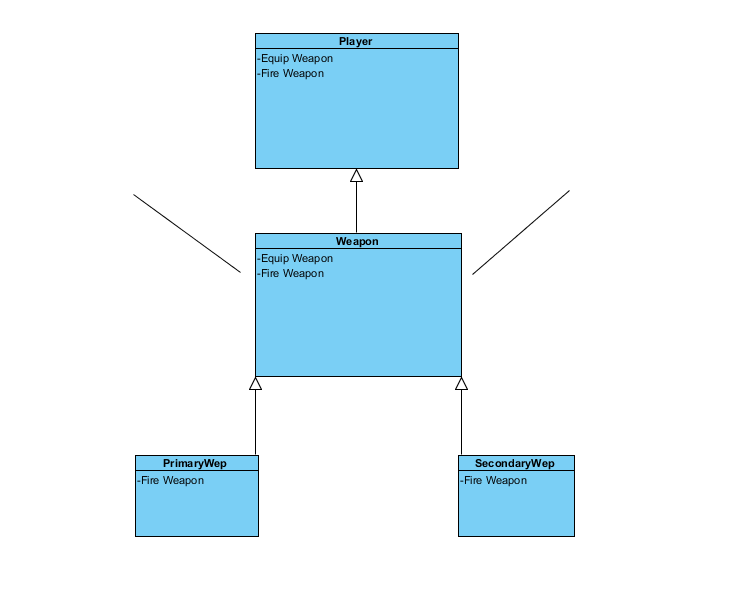 Player
-Equip Weapon
-Fire Weapon
Weapon
-Equip Weapon
-Fire Weapon
PrimaryWep
-Fire Weapon
SecondaryWep
-Fire Weapon